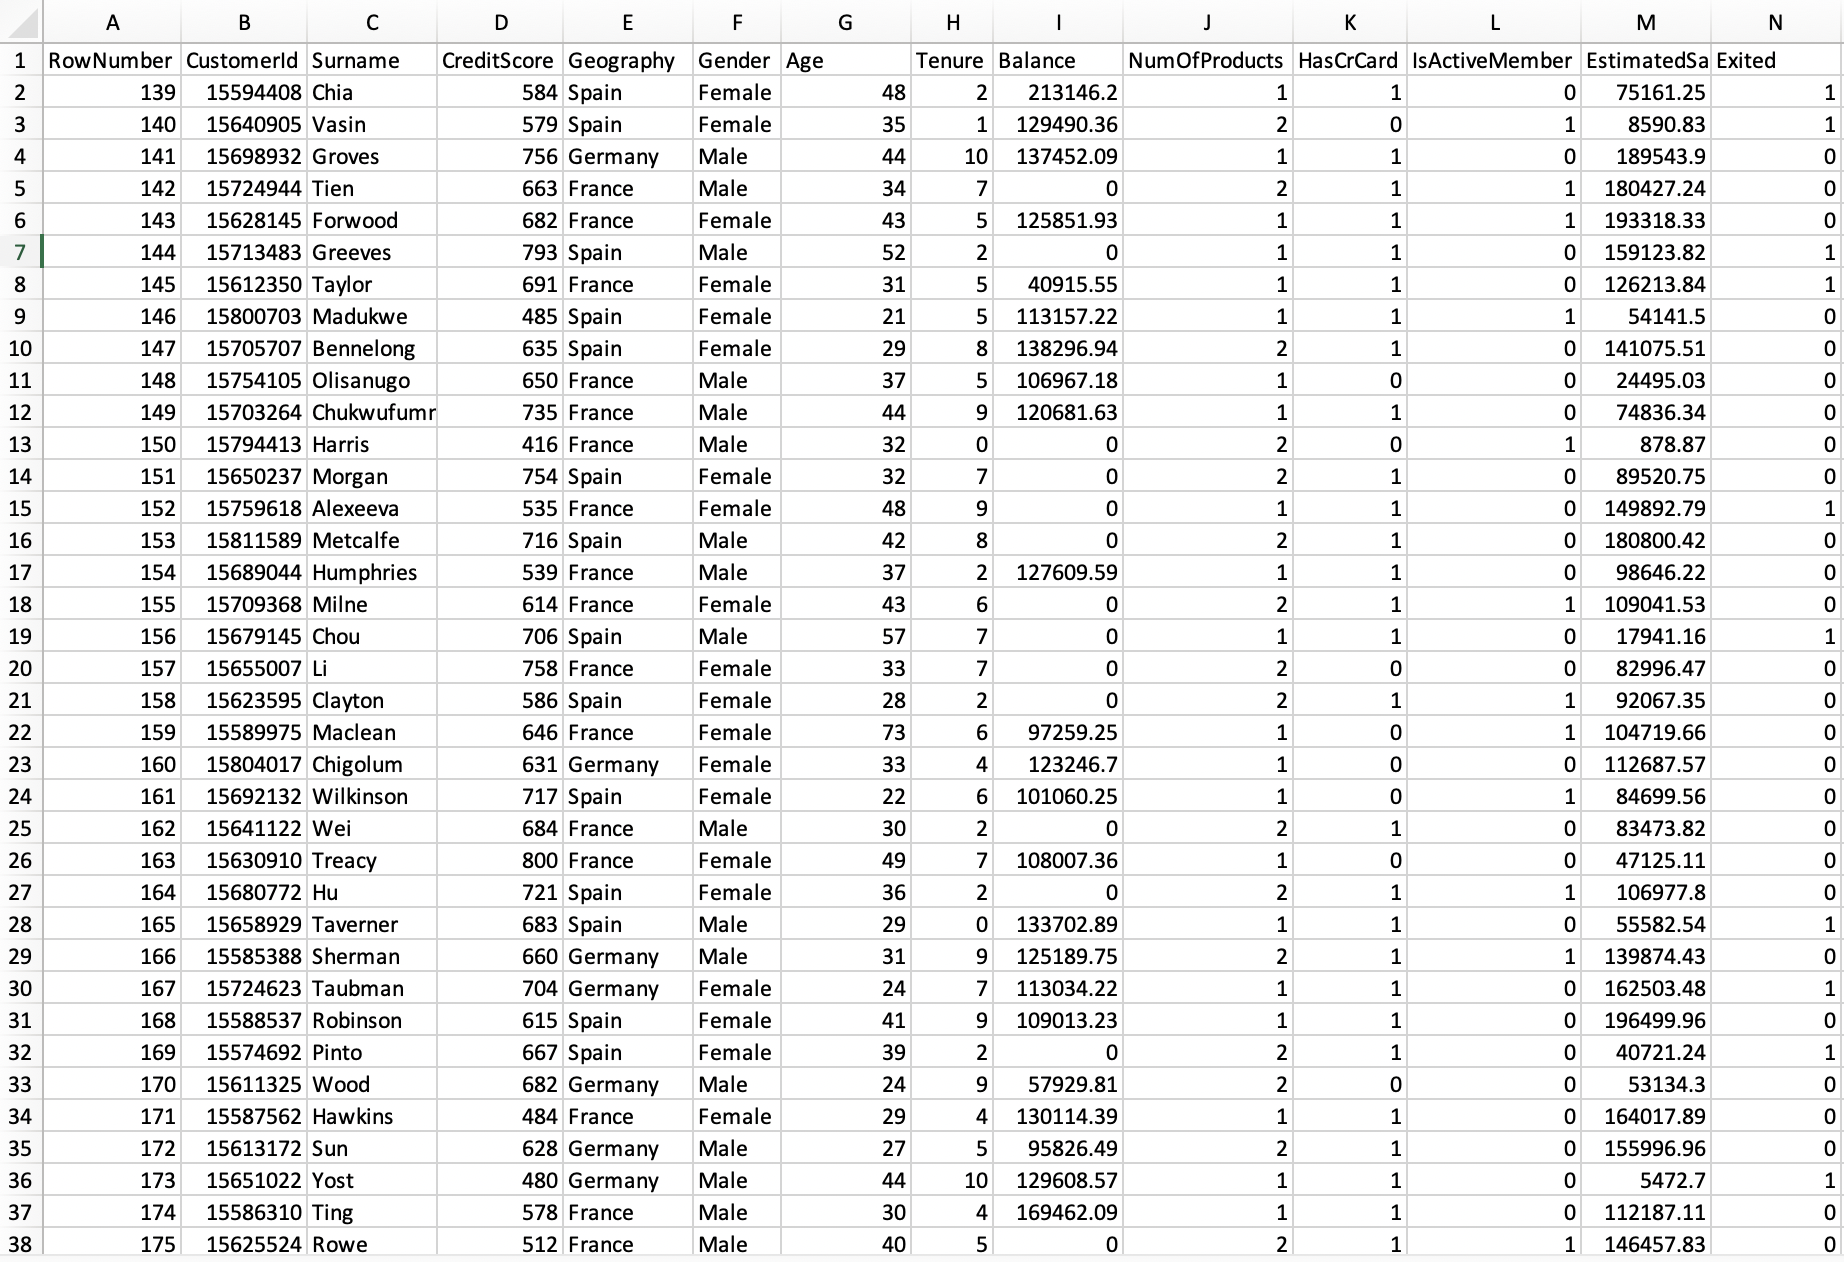 A B C D E F G H I J K L M N
1 RowNumber CustomerId Surname CreditScore Geography Gender Age Tenure Balance NumOfProducts HasCrCard IsActiveMember EstimatedSa Exited
2 139 15594408 Chia 584 Spain Female 48 2 213146.2 1 1 0 75161.25 1
3 140 15640905 Vasin 579 Spain Female 35 1 129490.36 2 0 1 8590.83 1
4 141 15698932 Groves 756 Germany Male 44 10 137452.09 1 1 0 189543.9 0
5 142 15724944 Tien 663 France Male 34 7 0 2 1 1 180427.24 0
6 143 15628145 Forwood 682 France Female 43 5 125851.93 1 1 1 193318.33 0
7 144 15713483 Greeves 793 Spain Male 52 2 0 1 1 0 159123.82 1
8 145 15612350 Taylor 691 France Female 31 5 40915.55 1 1 0 126213.84 1
9 146 15800703 Madukwe 485 Spain Female 21 5 113157.22 1 1 1 54141.5 0
10 147 15705707 Bennelong 635 Spain Female 29 8 138296.94 2 1 0 141075.51 0
11 148 15754105 Olisanugo 650 France Male 37 5 106967.18 1 0 0 24495.03 0
12 149 15703264 Chukwufumr 735 France Male 44 9 120681.63 1 1 0 74836.34 0
13 150 15794413 Harris 416 France Male 32 0 0 2 0 1 878.87 0
14 151 15650237 Morgan 754 Spain Female 32 7 0 2 1 0 89520.75 0
15 152 15759618 Alexeeva 535 France Female 48 9 0 1 1 0 149892.79 1
16 153 15811589 Metcalfe 716 Spain Male 42 8 0 2 1 0 180800.42 0
17 154 15689044 Humphries 539 France Male 37 2 127609.59 1 1 0 98646.22 0
18 155 15709368 Milne 614 France Female 43 6 0 2 1 1 109041.53 0
19 156 15679145 Chou 706 Spain Male 57 7 0 1 1 0 17941.16 1
20 157 15655007 Li 758 France Female 33 7 0 2 0 0 82996.47 0
21 158 15623595 Clayton 586 Spain Female 28 2 0 2 1 1 92067.35 0
22 159 15589975 Maclean 646 France Female 73 6 97259.25 1 0 1 104719.66 0
23 160 15804017 Chigolum 631 Germany Female 33 4 123246.7 1 0 0 112687.57 0
24 161 15692132 Wilkinson 717 Spain Female 22 6 101060.25 1 0 1 84699.56 0
25 162 15641122 Wei 684 France Male 30 2 0 2 1 0 83473.82 0
26 163 15630910 Treacy 800 France Female 49 7 108007.36 1 0 0 47125.11 0
27 164 15680772 Hu 721 Spain Female 36 2 0 2 1 1 106977.8 0
28 165 15658929 Taverner 683 Spain Male 29 0 133702.89 1 1 0 55582.54 1
29 166 15585388 Sherman 660 Germany Male 31 9 125189.75 2 1 1 139874.43 0
30 167 15724623 Taubman 704 Germany Female 24 7 113034.22 1 1 0 162503.48 1
31 168 15588537 Robinson 615 Spain Female 41 9 109013.23 1 1 0 196499.96 0
32 169 15574692 Pinto 667 Spain Female 39 2 0 2 1 0 40721.24 1
33 170 15611325 Wood 682 Germany Male 24 9 57929.81 2 0 0 53134.3 0
34 171 15587562 Hawkins 484 France Female 29 4 130114.39 1 1 0 164017.89 0
35 172 15613172 Sun 628 Germany Male 27 5 95826.49 2 1 0 155996.96 0
36 173 15651022 Yost 480 Germany Male 44 10 129608.57 1 1 0 5472.7 1
37 174 15586310 Ting 578 France Male 30 4 169462.09 1 1 0 112187.11 0
38 175 15625524 Rowe 512 France Male 40 5 0 2 1 1 146457.83 0